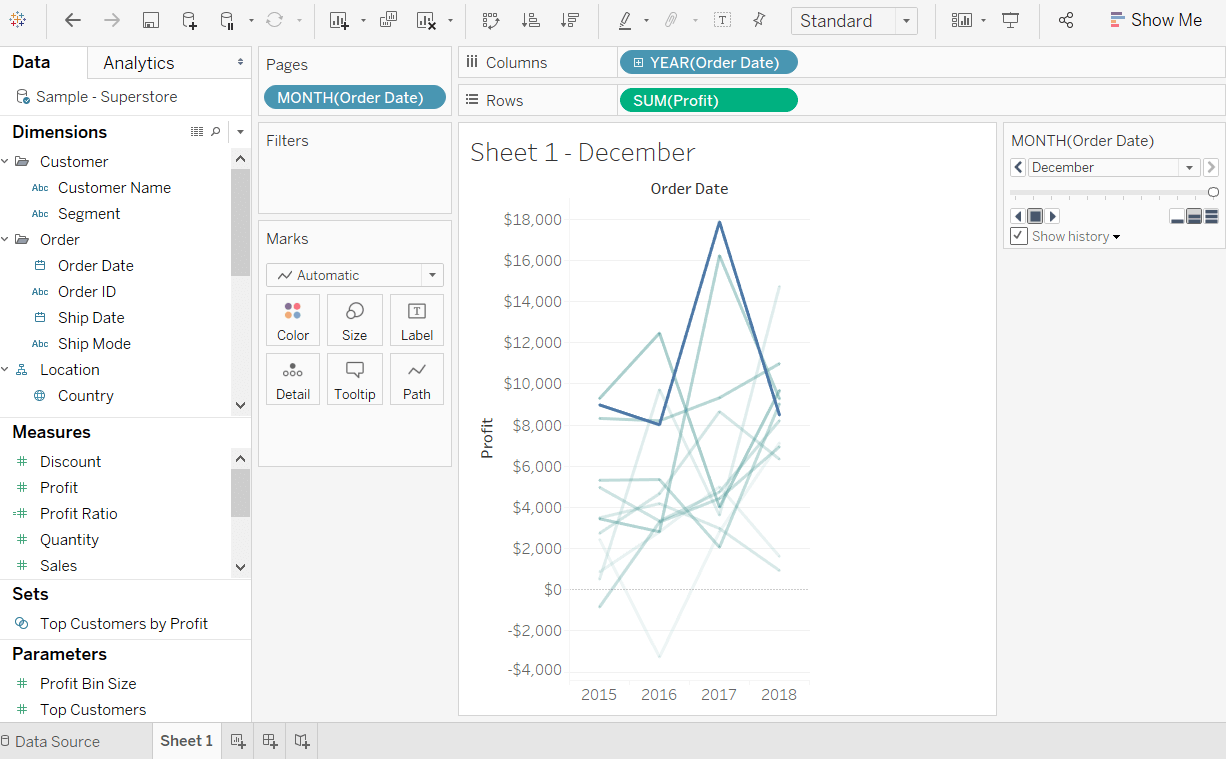 Standard
Show Me
Data
Analytics
Sample - Superstore
Dimensions
Customer
Abc Customer Name
Abc Segment
Order
Order Date
Abc Order ID
Ship Date
Abc Ship Mode
Location
Country
Measures
# Discount
# Profit
=# Profit Ratio
# Quantity
# Sales
Sets
Top Customers by Profit
Parameters
# Profit Bin Size
# Top Customers
Pages
MONTH(Order Date)
Filters
Marks
Automatic
Color
Size
T
Label
Detail
Tooltip
Path
Columns
YEAR(Order Date)
Rows
SUM(Profit)
Sheet 1 - December
Order Date
Profit
$18,000
$16,000
$14,000
$12,000
$10,000
$8,000
$6,000
$4,000
$2,000
$0
-$2,000
-$4,000
2015 2016 2017 2018
MONTH(Order Date)
December
Show history
Data Source
Sheet 1